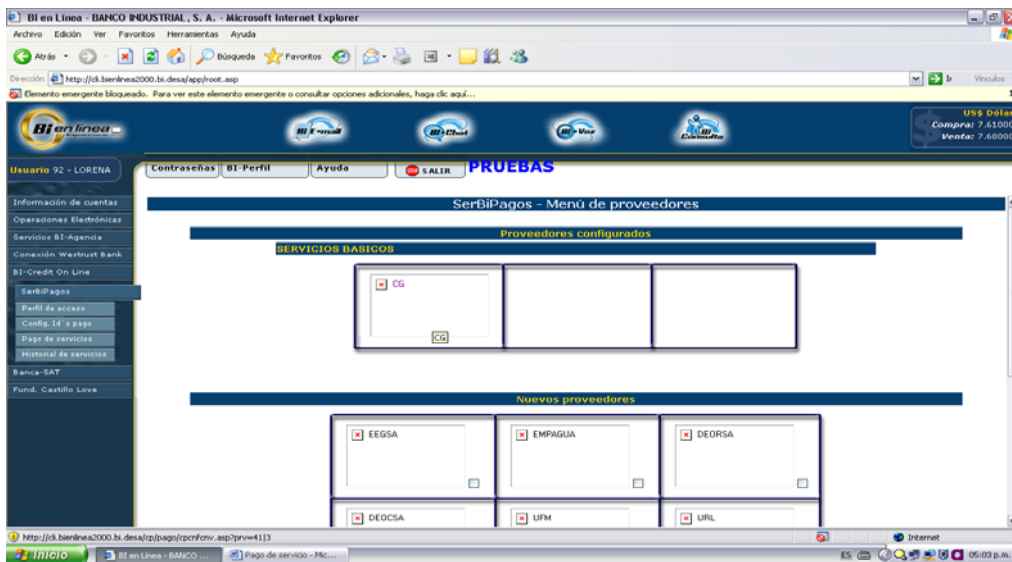 BI en Línea - BANCO INDUSTRIAL, S. A. - Microsoft Internet Explorer
Archivo Edición Ver Favoritos Herramientas Ayuda
Atrás Búsqueda Favoritos
Dirección http://cli.bienlinea2000.bi.desa/app/root.asp Ir Vínculos
Elemento emergente bloqueado. Para ver este elemento emergente o consultar opciones adicionales, haga clic aquí...
Bi en línea
BI E-mail
BI-Chat
BI-Voz
BI Consulta
US$ Dólar
Compra: 7.61000
Venta: 7.68000
Usuario 92 - LORENA
Contraseñas BI-Perfil Ayuda SALIR PRUEBAS
Información de cuentas
Operaciones Electrónicas
Servicios BI-Agencia
Conexión Westrust Bank
BI-Credit On Line
SerBiPagos
Perfil de acceso
Config. Id´s pago
Pago de servicios
Historial de servicios
Banca-SAT
Fund. Castillo Love
SerBiPagos - Menú de proveedores
Proveedores configurados
SERVICIOS BASICOS
CG
CG
Nuevos proveedores
EEGSA EMPAGUA DEORSA
DEOCSA UFM URL
http://cli.bienlinea2000.bi.desa/cp/pago/cpcnfcnv.asp?prvw=41|3 Internet
Inicio BI en Línea - BANCO ... Pago de servicio - Mic... ES 05:03 p.m.